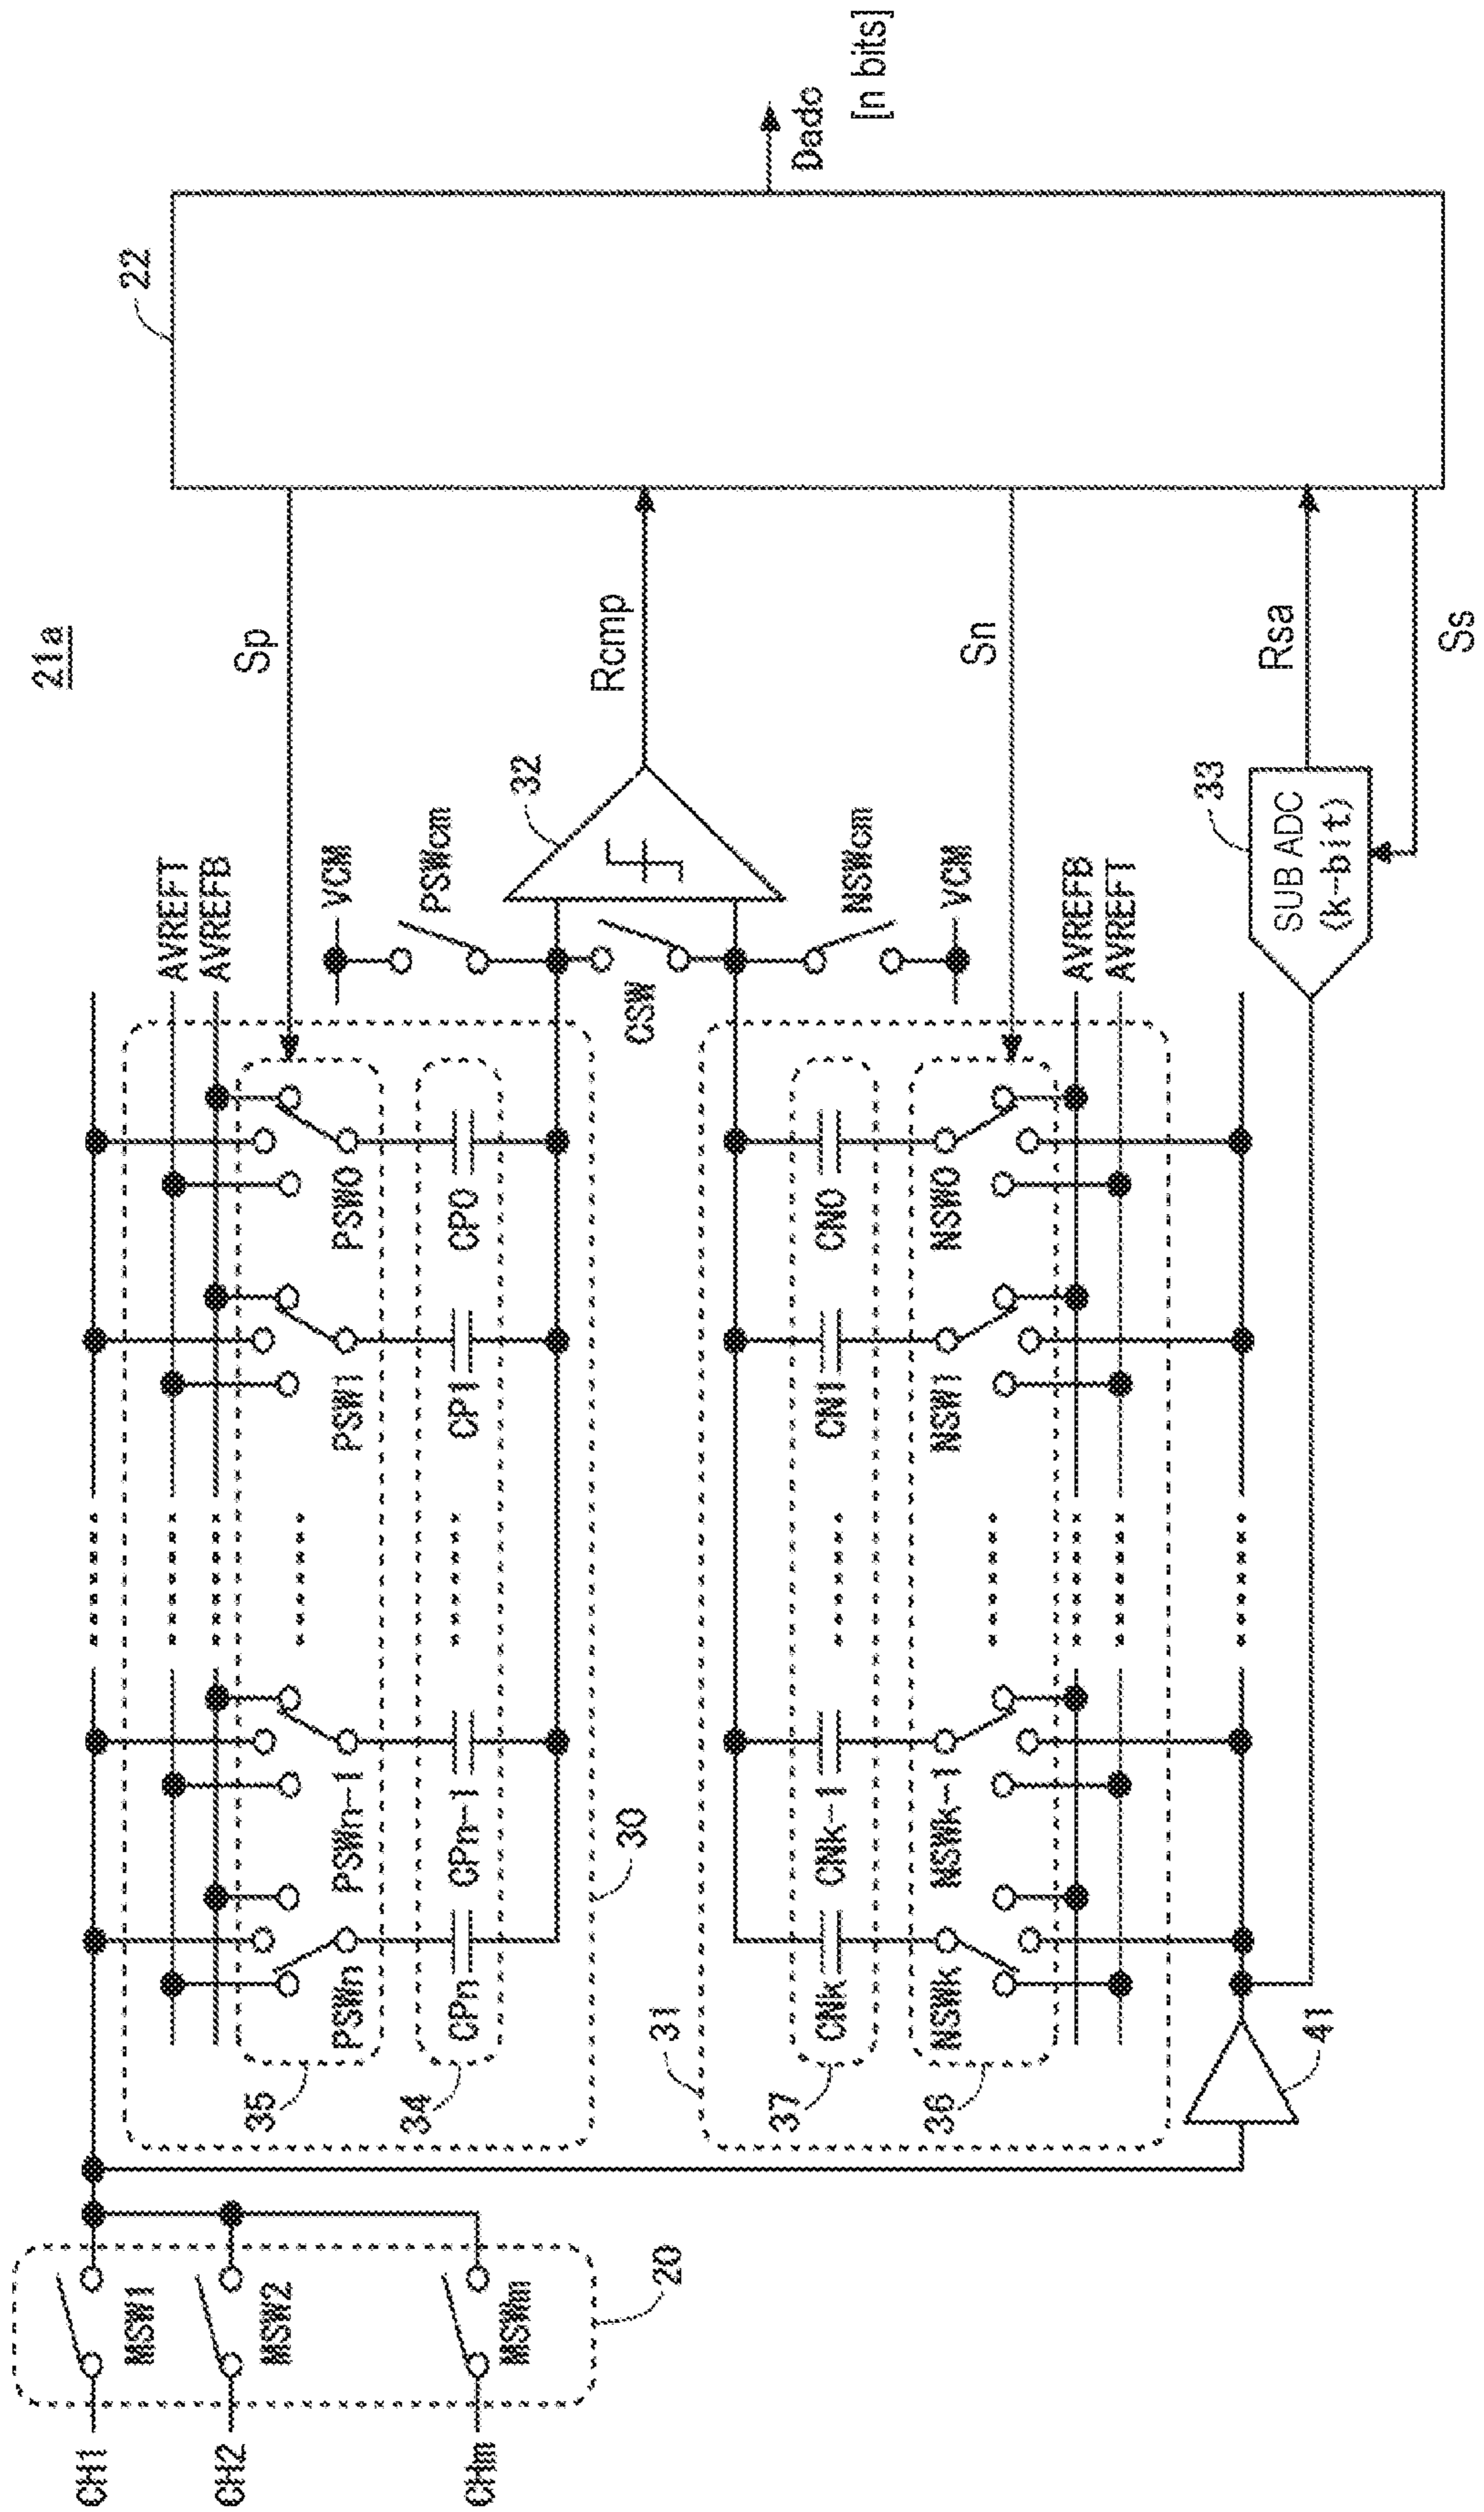 21a
22
Sp
Rcmp
Sn
Rsa
Ss
Dadc
[n bits]
AVREFT
AVREFB
VCM
PSWcm
32
CSW
NSWcm
VCM
AVREFB
AVREFT
33
SUB ADC
(k-bit)
PSWn
PSWn-1
PSW1
PSW0
35
CPn
CPn-1
CP1
CP0
34
30
31
CNk
CNk-1
CN1
CN0
37
NSWk
NSWk-1
NSW1
NSW0
36
41
CH1
MSW1
CH2
MSW2
CHm
MSWm
20